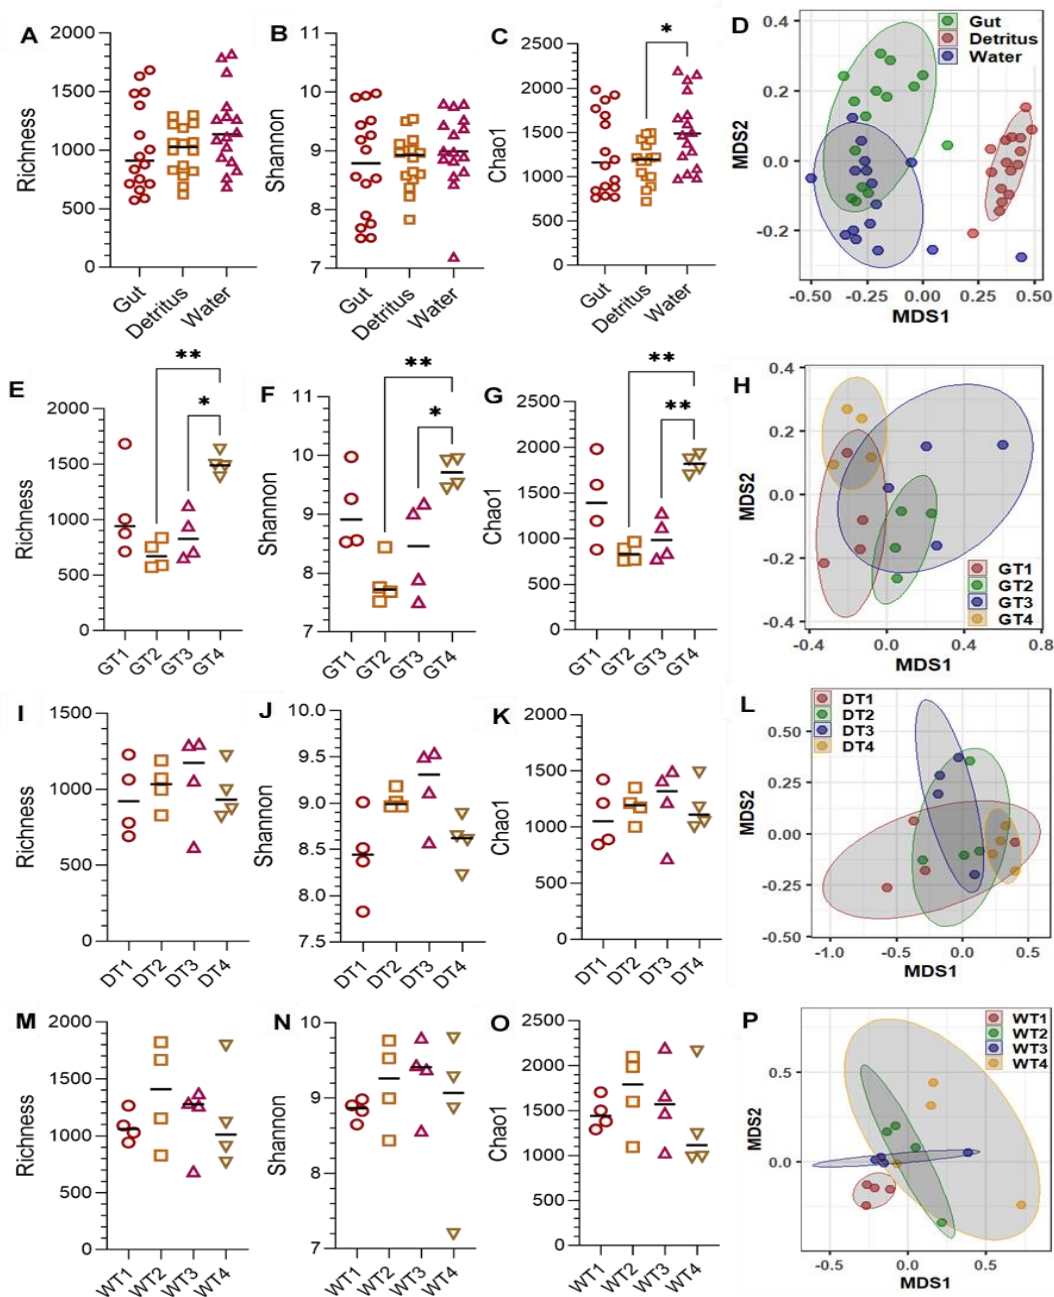 A
Richness
2000
1500
1000
500
0
Gut
Detritus
Water
B
Shannon
11
10
9
8
7
Gut
Detritus
Water
C
Chao1
2500
2000
1500
1000
500
0
*
Gut
Detritus
Water
D
MDS2
0.4
0.2
0.0
-0.2
Gut
Detritus
Water
-0.50
-0.25
0.00
0.25
0.50
MDS1
E
Richness
2000
1500
1000
500
0
**
*
GT1
GT2
GT3
GT4
F
Shannon
11
10
9
8
7
**
*
GT1
GT2
GT3
GT4
G
Chao1
2500
2000
1500
1000
500
0
**
**
GT1
GT2
GT3
GT4
H
MDS2
0.4
0.2
0.0
-0.2
-0.4
GT1
GT2
GT3
GT4
-0.4
0.0
0.4
0.8
MDS1
I
Richness
1500
1000
500
0
DT1
DT2
DT3
DT4
J
Shannon
10.0
9.5
9.0
8.5
8.0
7.5
DT1
DT2
DT3
DT4
K
Chao1
2000
1500
1000
500
0
DT1
DT2
DT3
DT4
L
MDS2
0.50
0.25
0.00
-0.25
-0.50
DT1
DT2
DT3
DT4
-1.0
-0.5
0.0
0.5
MDS1
M
Richness
2000
1500
1000
500
0
WT1
WT2
WT3
WT4
N
Shannon
10
9
8
7
WT1
WT2
WT3
WT4
O
Chao1
2500
2000
1500
1000
500
0
WT1
WT2
WT3
WT4
P
MDS2
0.5
0.0
-0.5
WT1
WT2
WT3
WT4
-0.5
0.0
0.5
MDS1